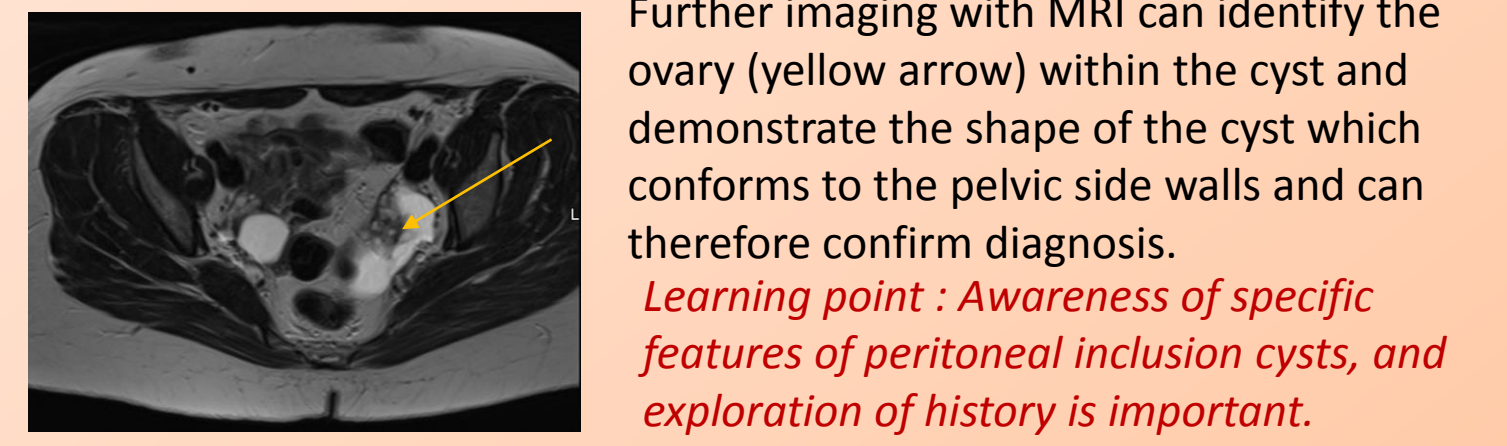 Further imaging with MRI can identify the
ovary (yellow arrow) within the cyst and
demonstrate the shape of the cyst which
conforms to the pelvic side walls and can
therefore confirm diagnosis.
Learning point : Awareness of specific
features of peritoneal inclusion cysts, and
exploration of history is important.
L